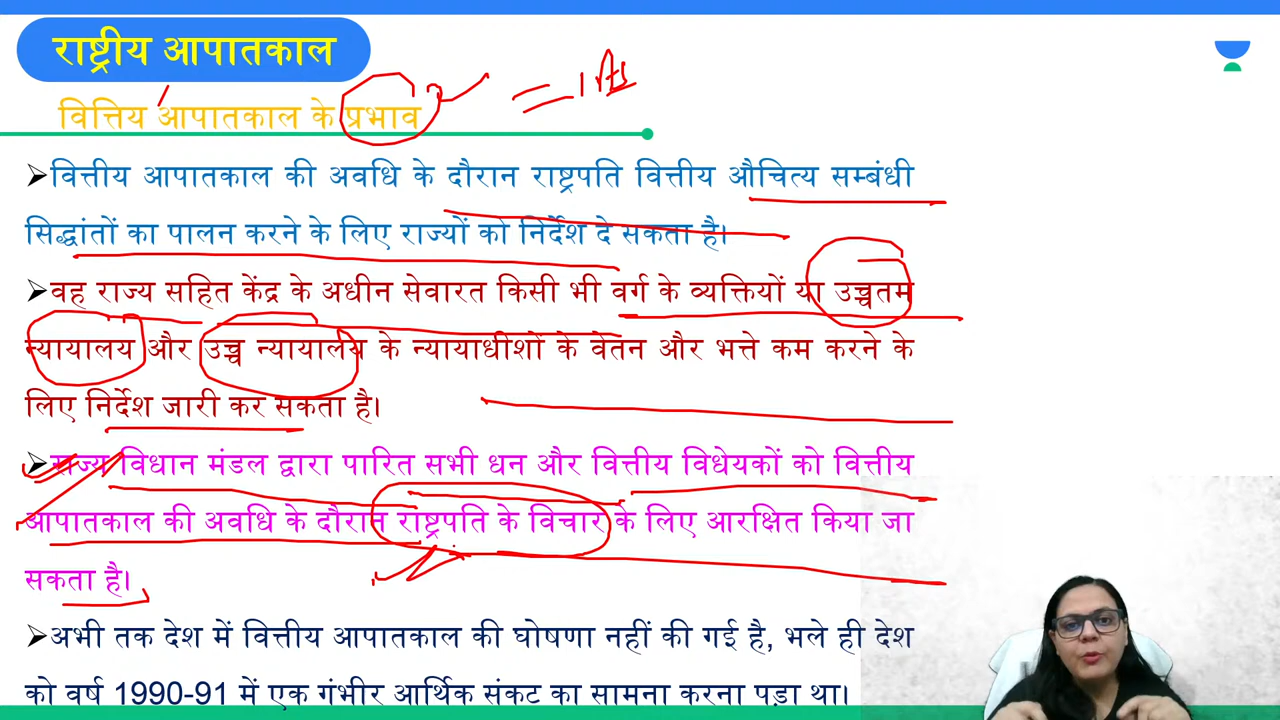 राष्ट्रीय आपातकाल
वित्तिय आपातकाल के प्रभाव
➢वित्तीय आपातकाल की अवधि के दौरान राष्ट्रपति वित्तीय औचित्य सम्बंधी
सिद्धांतों का पालन करने के लिए राज्यों को निर्देश दे सकता है।
➢वह राज्य सहित केंद्र के अधीन सेवारत किसी भी वर्ग के व्यक्तियों या उच्चतम
न्यायालय और उच्च न्यायालय के न्यायाधीशों के वेतन और भत्ते कम करने के
लिए निर्देश जारी कर सकता है।
➢राज्य विधान मंडल द्वारा पारित सभी धन और वित्तीय विधेयकों को वित्तीय
आपातकाल की अवधि के दौरान राष्ट्रपति के विचार के लिए आरक्षित किया जा
सकता है।
➢अभी तक देश में वित्तीय आपातकाल की घोषणा नहीं की गई है, भले ही देश
को वर्ष 1990-91 में एक गंभीर आर्थिक संकट का सामना करना पड़ा था।